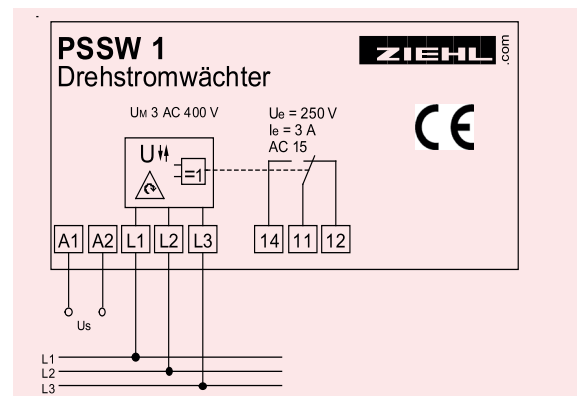 PSSW 1
ZIEHL.com
Drehstromwächter
UM 3 AC 400 V
Ue = 250 V
Ie = 3 A
AC 15
CE
U
=1
A1 A2 L1 L2 L3 14 11 12
Us
L1
L2
L3